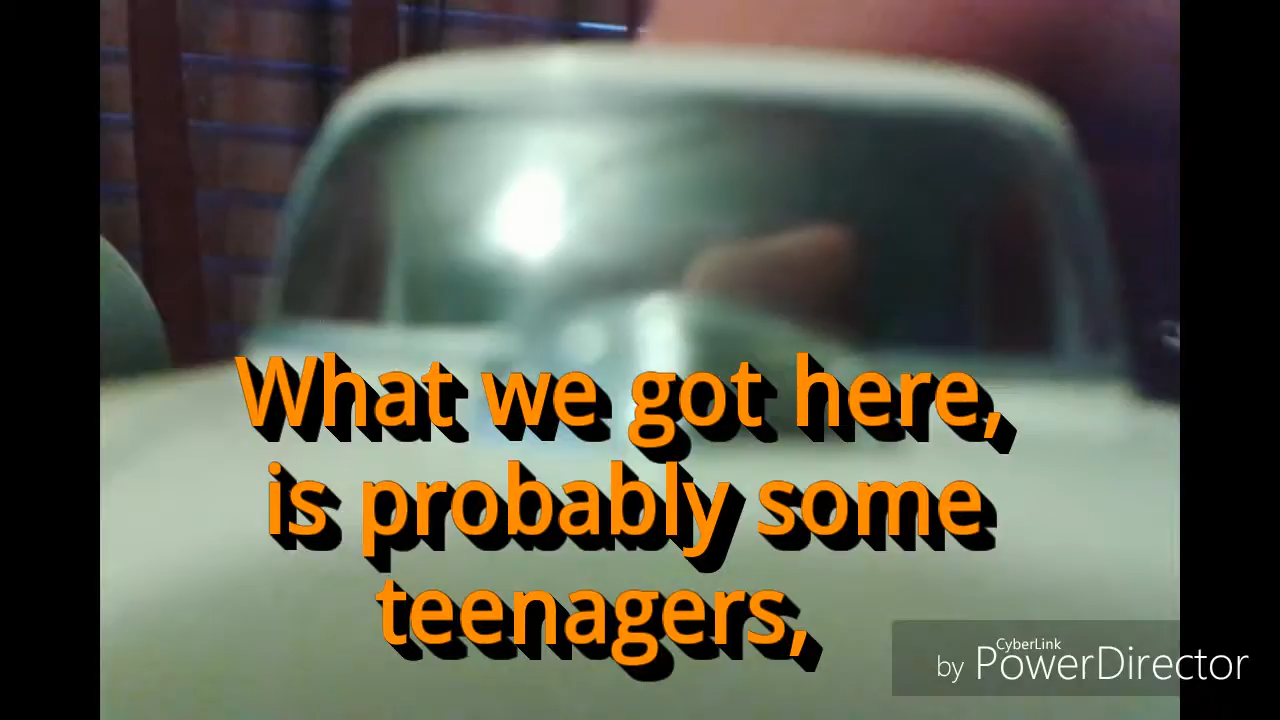 What we got here,
is probably some
teenagers,
CyberLink
by PowerDirector